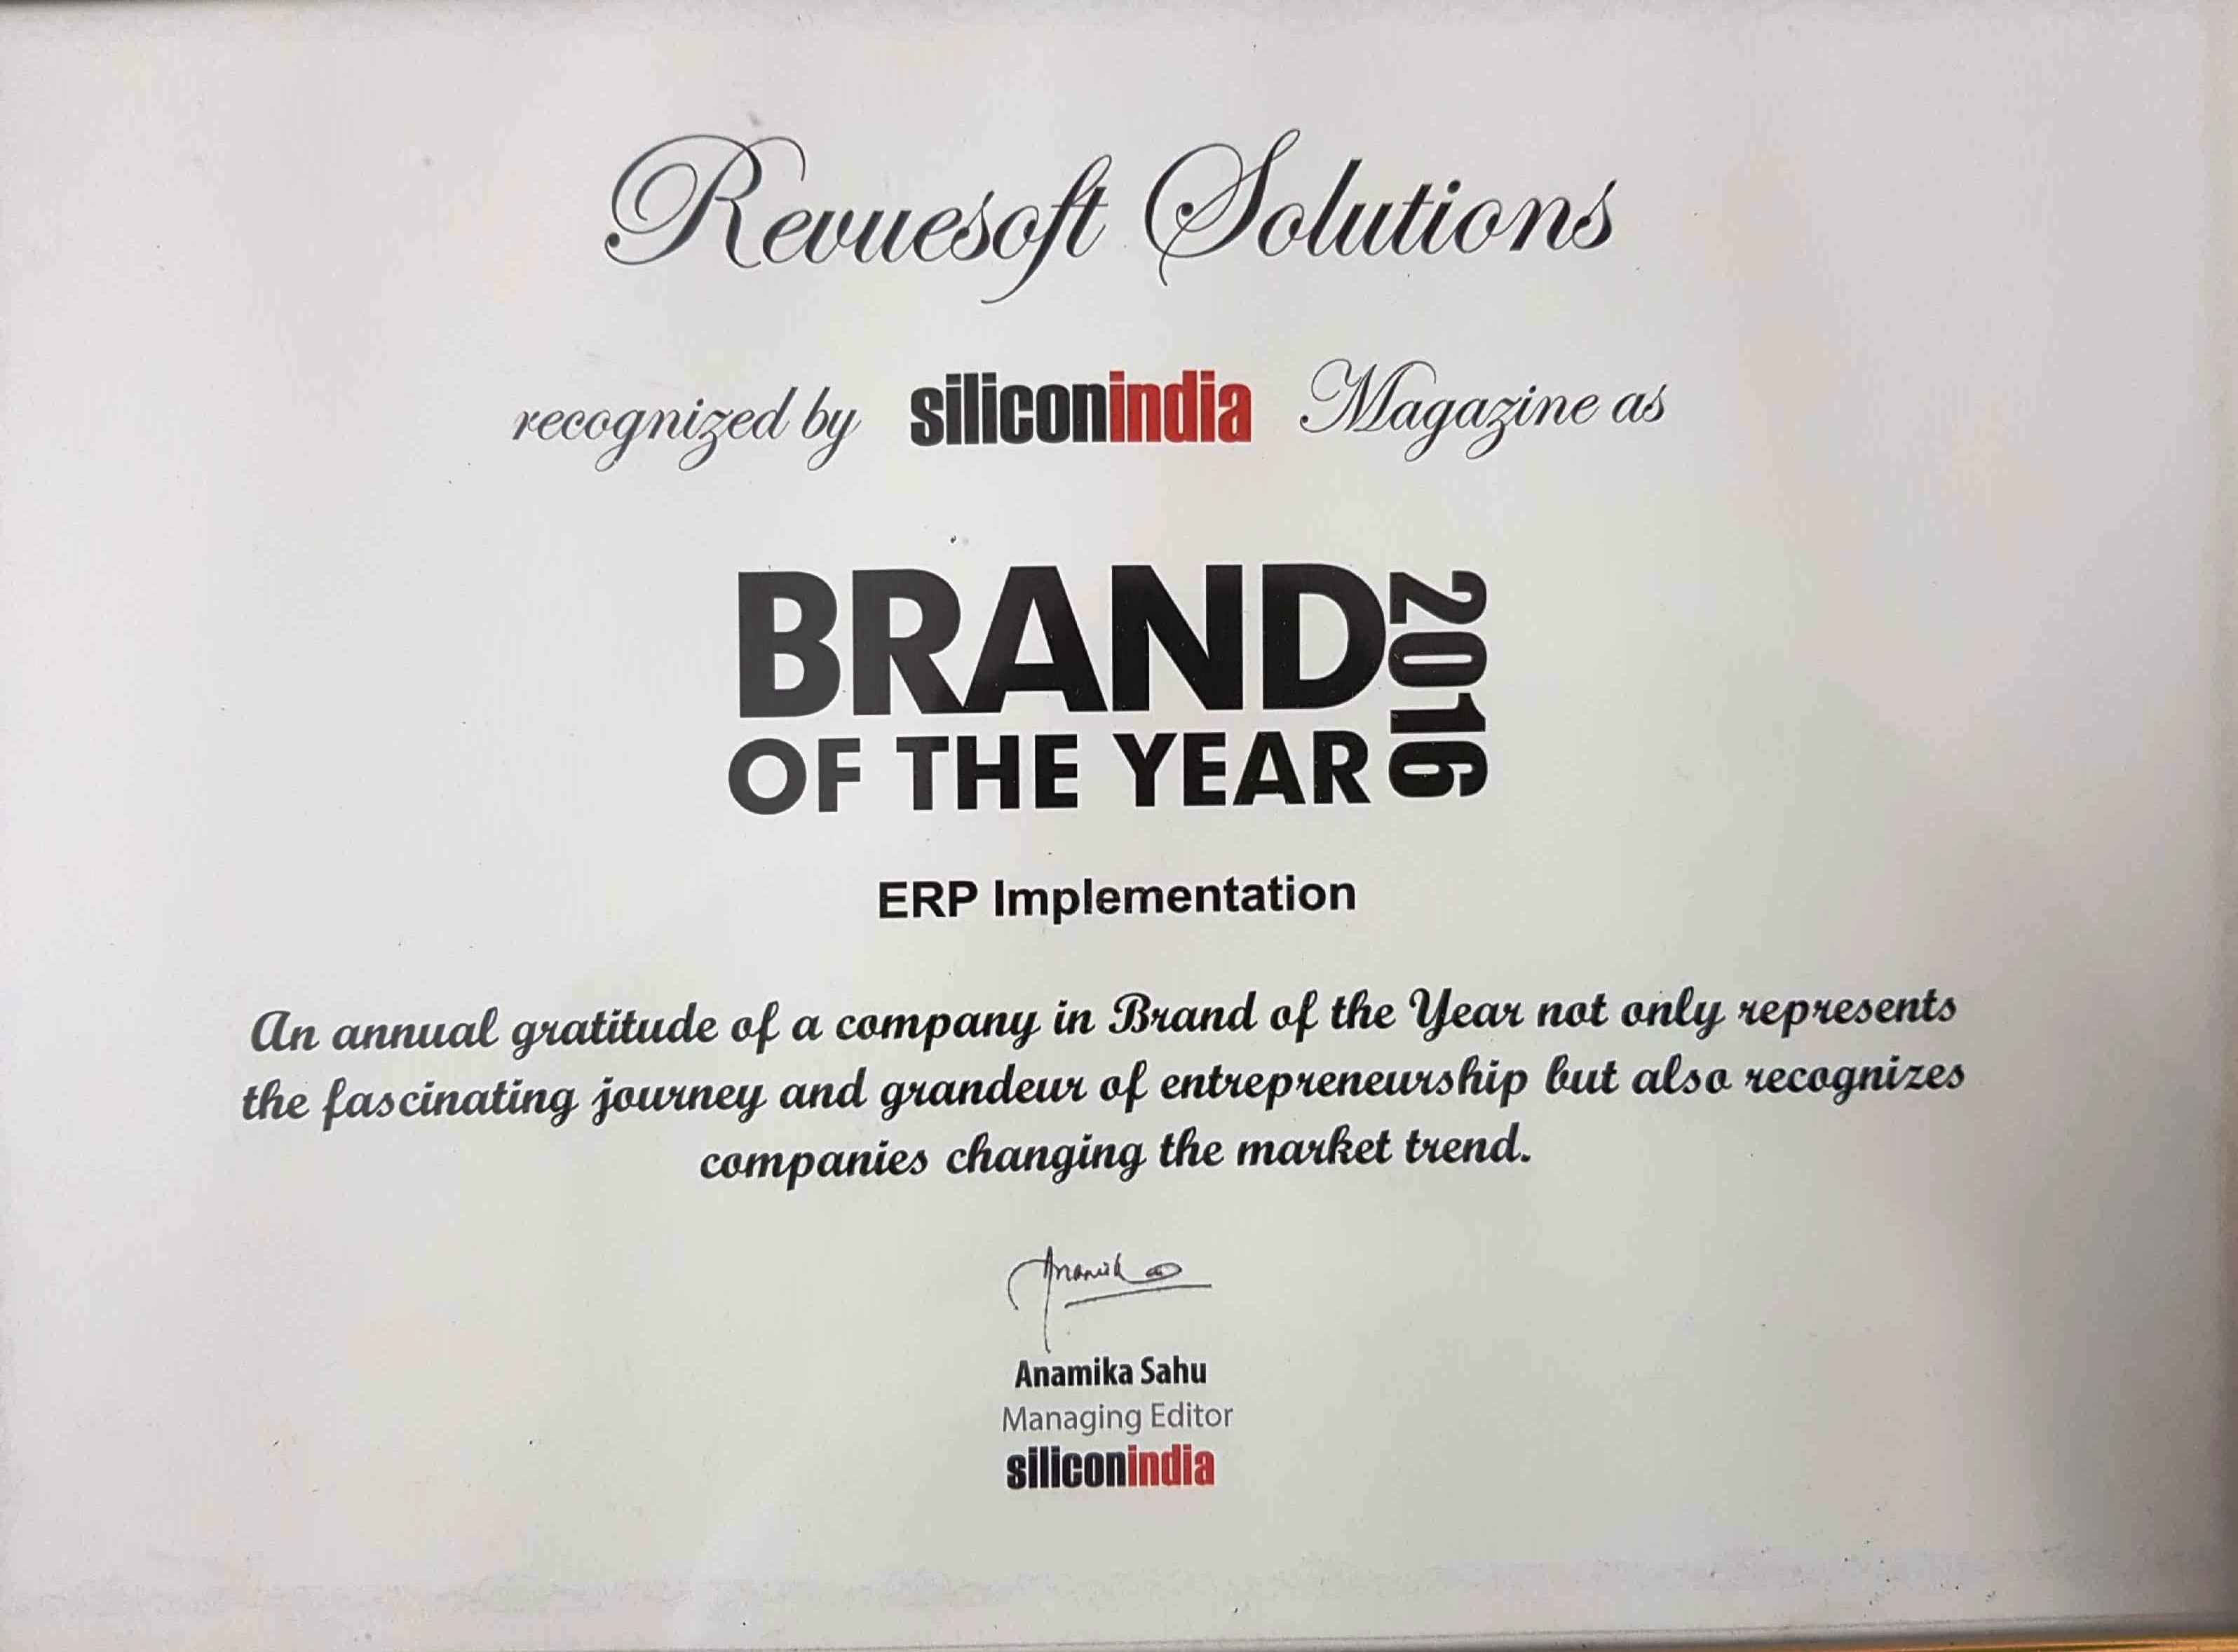 Revuesoft Solutions
recognized by siliconindia Magazine as
BRAND 2016
OF THE YEAR
ERP Implementation
An annual gratitude of a company in Brand of the Year not only represents
the fascinating journey and grandeur of entrepreneurship but also recognizes
companies changing the market trend.
Anamika
Anamika Sahu
Managing Editor
siliconindia